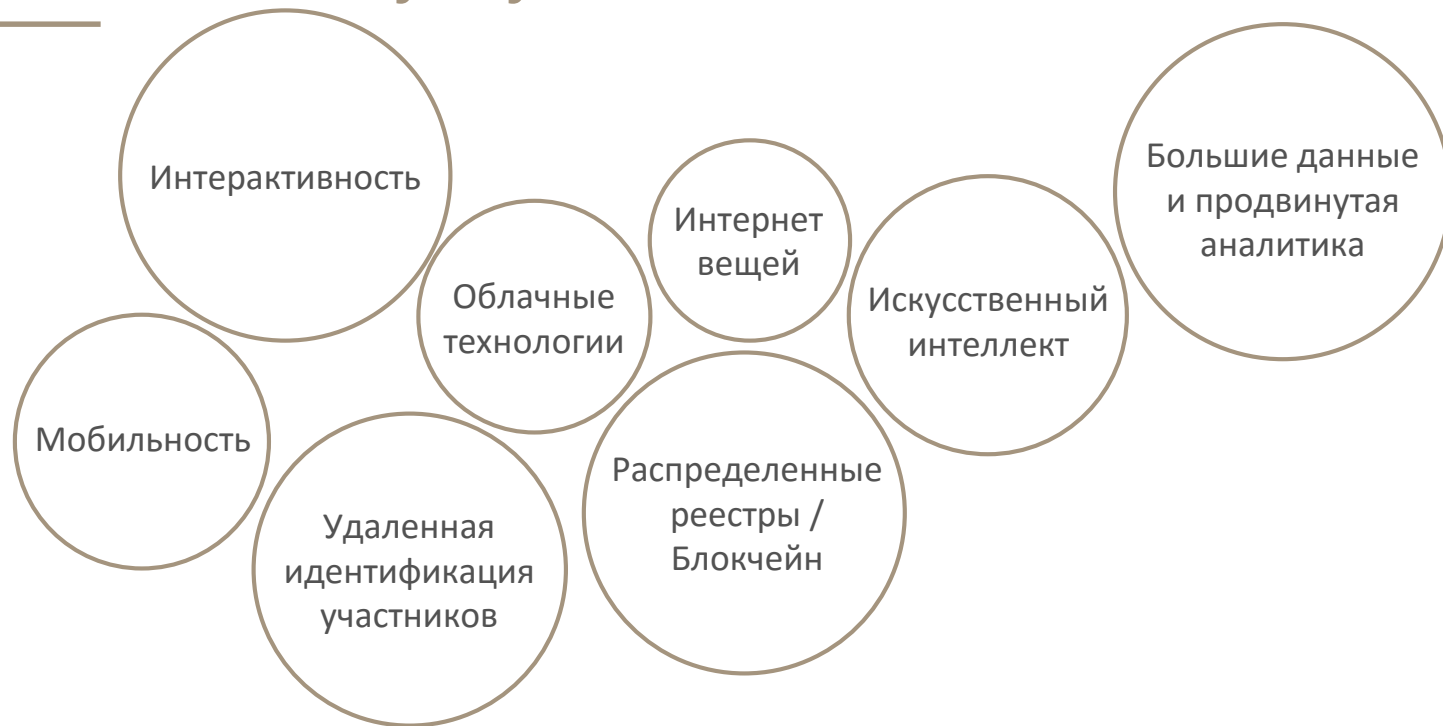 Интерактивность
Большие данные
и продвинутая
аналитика
Интернет
вещей
Облачные
технологии
Искусственный
интеллект
Мобильность
Распределенные
реестры /
Блокчейн
Удаленная
идентификация
участников